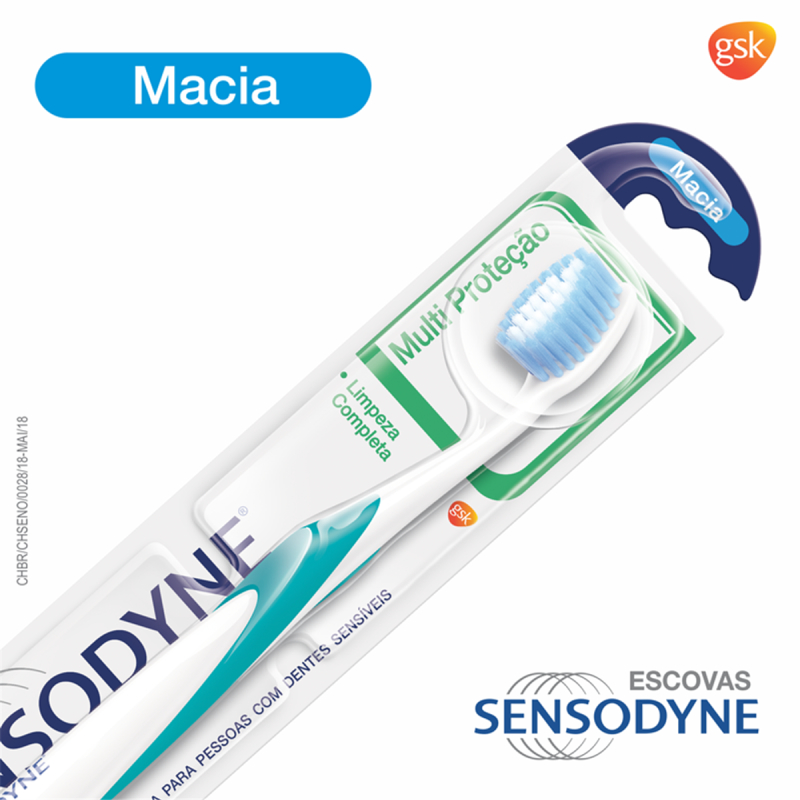 Macia
gsk
Macia
Multi Proteção
• Limpeza
Completa
gsk
SODYNE®
PARA PESSOAS COM DENTES SENSÍVEIS
DYNE
CHBR/CHSENO/0028/18-MAI/18
ESCOVAS
SENSODYNE